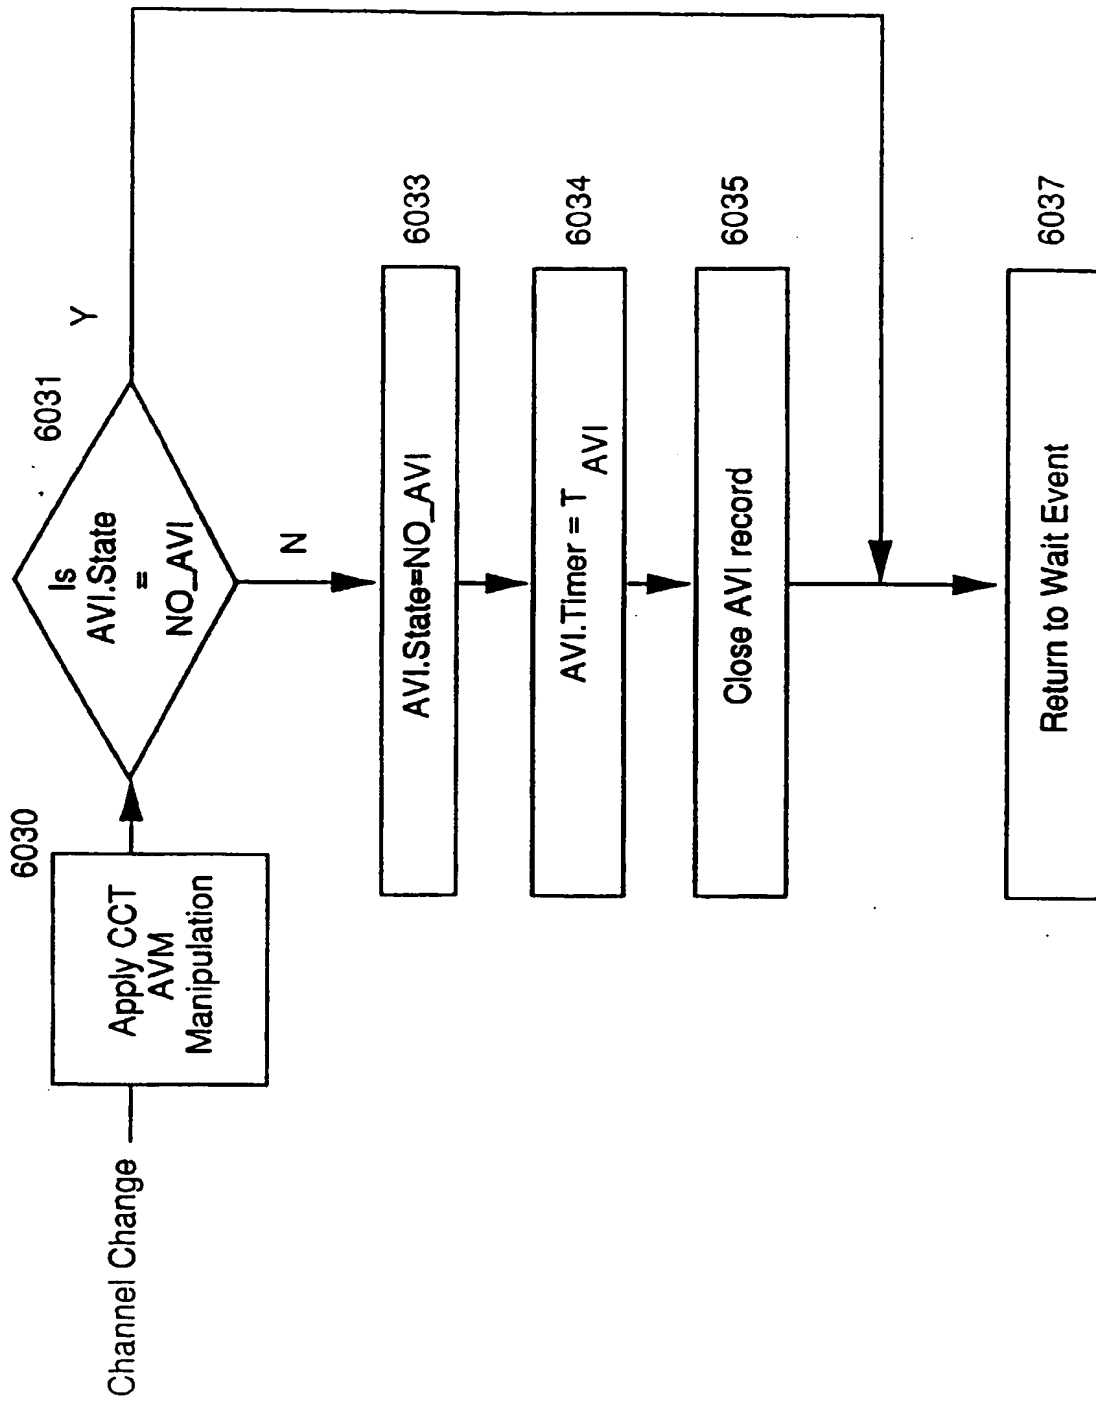 Channel Change
6030
Apply CCT
AVM
Manipulation
6031
Is
AVI.State
=
NO_AVI
Y
N
AVI.State=NO_AVI
6033
AVI.Timer = T AVI
6034
Close AVI record
6035
Return to Wait Event
6037